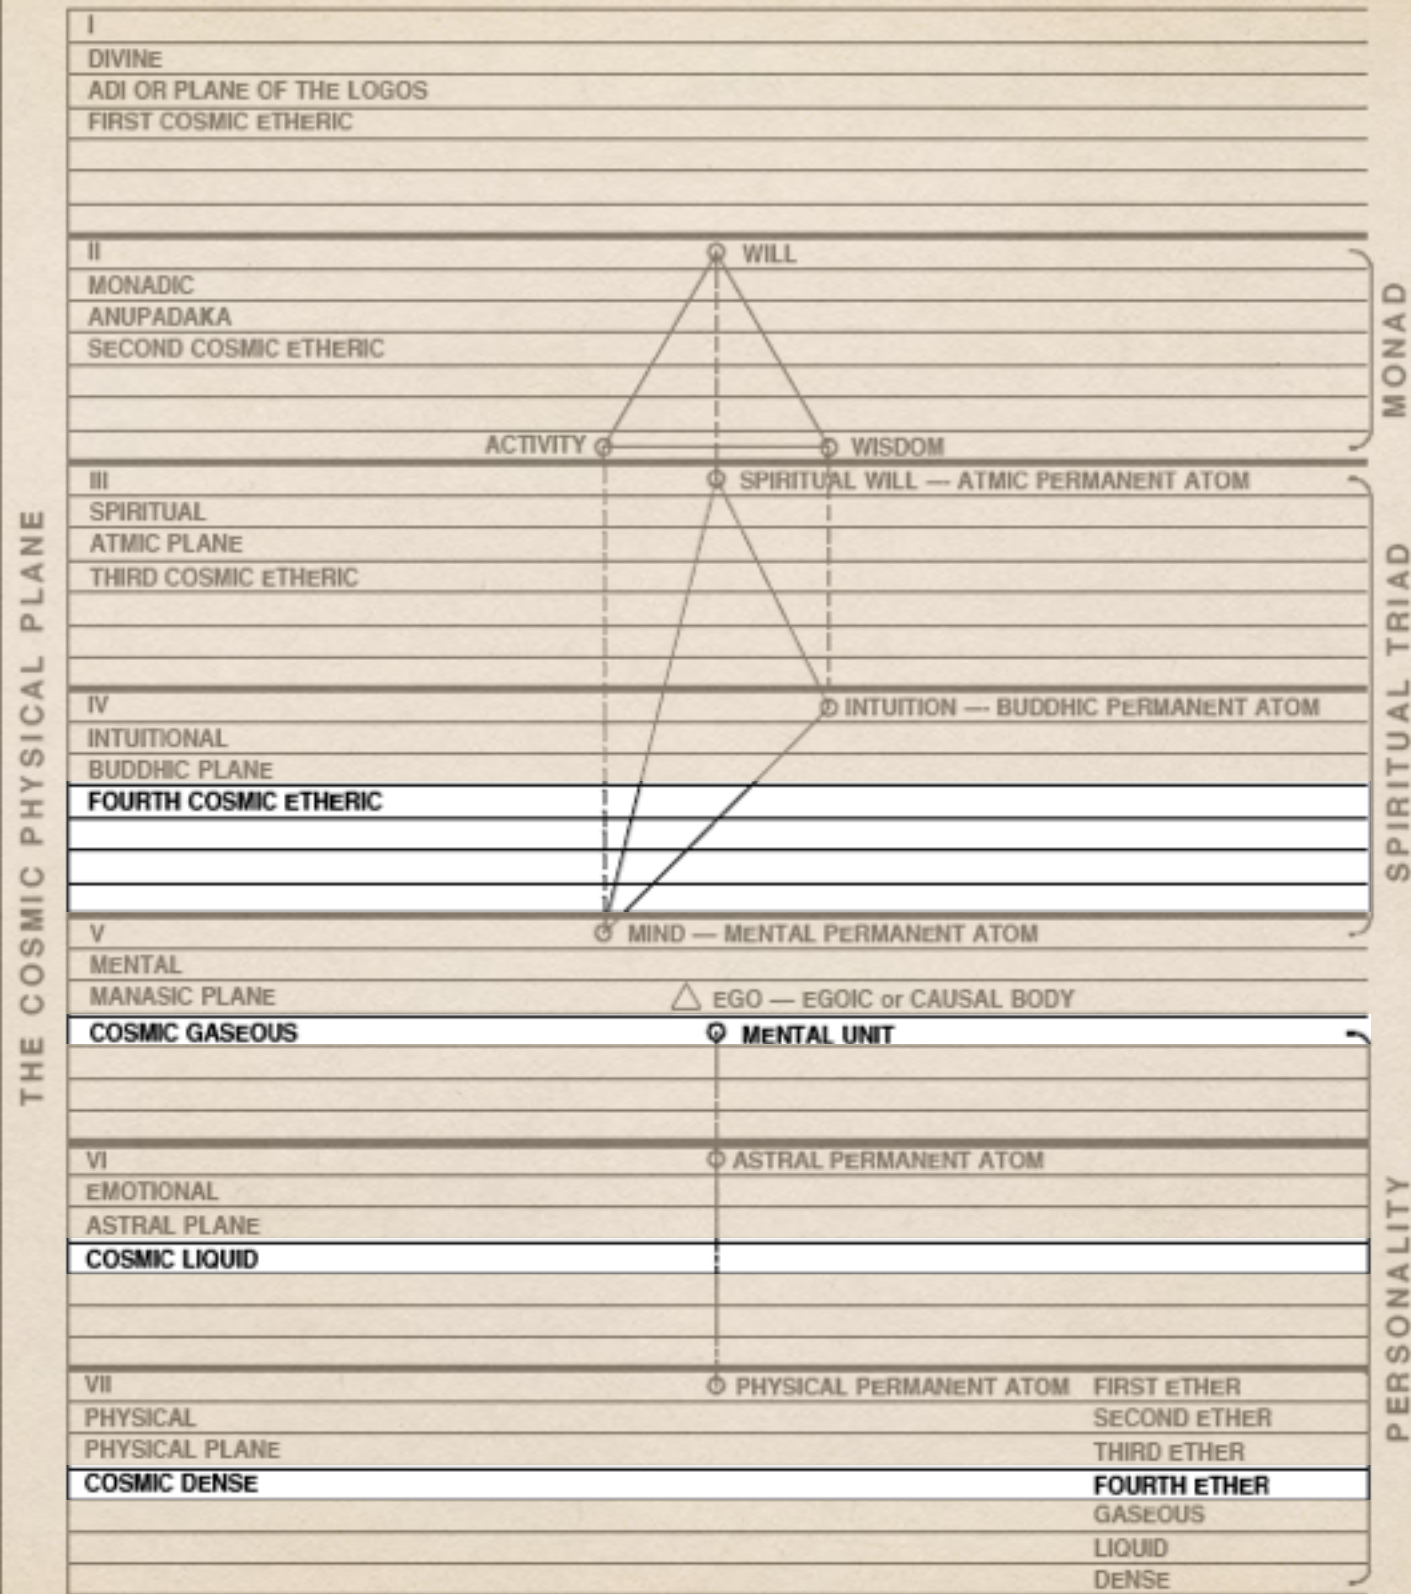 I
DIVINE
ADI OR PLANE OF THE LOGOS
FIRST COSMIC ETHERIC
II
WILL
MONADIC
ANUPADAKA
SECOND COSMIC ETHERIC
ACTIVITY
WISDOM
MONAD
III
SPIRITUAL WILL — ATMIC PERMANENT ATOM
SPIRITUAL
ATMIC PLANE
THIRD COSMIC ETHERIC
IV
INTUITION — BUDDHIC PERMANENT ATOM
INTUITIONAL
BUDDHIC PLANE
FOURTH COSMIC ETHERIC
SPIRITUAL TRIAD
THE COSMIC PHYSICAL PLANE
V
MIND — MENTAL PERMANENT ATOM
MENTAL
MANASIC PLANE
EGO — EGOIC or CAUSAL BODY
COSMIC GASEOUS
MENTAL UNIT
VI
ASTRAL PERMANENT ATOM
EMOTIONAL
ASTRAL PLANE
COSMIC LIQUID
PERSONALITY
VII
PHYSICAL PERMANENT ATOM
FIRST ETHER
PHYSICAL
SECOND ETHER
PHYSICAL PLANE
THIRD ETHER
COSMIC DENSE
FOURTH ETHER
GASEOUS
LIQUID
DENSE